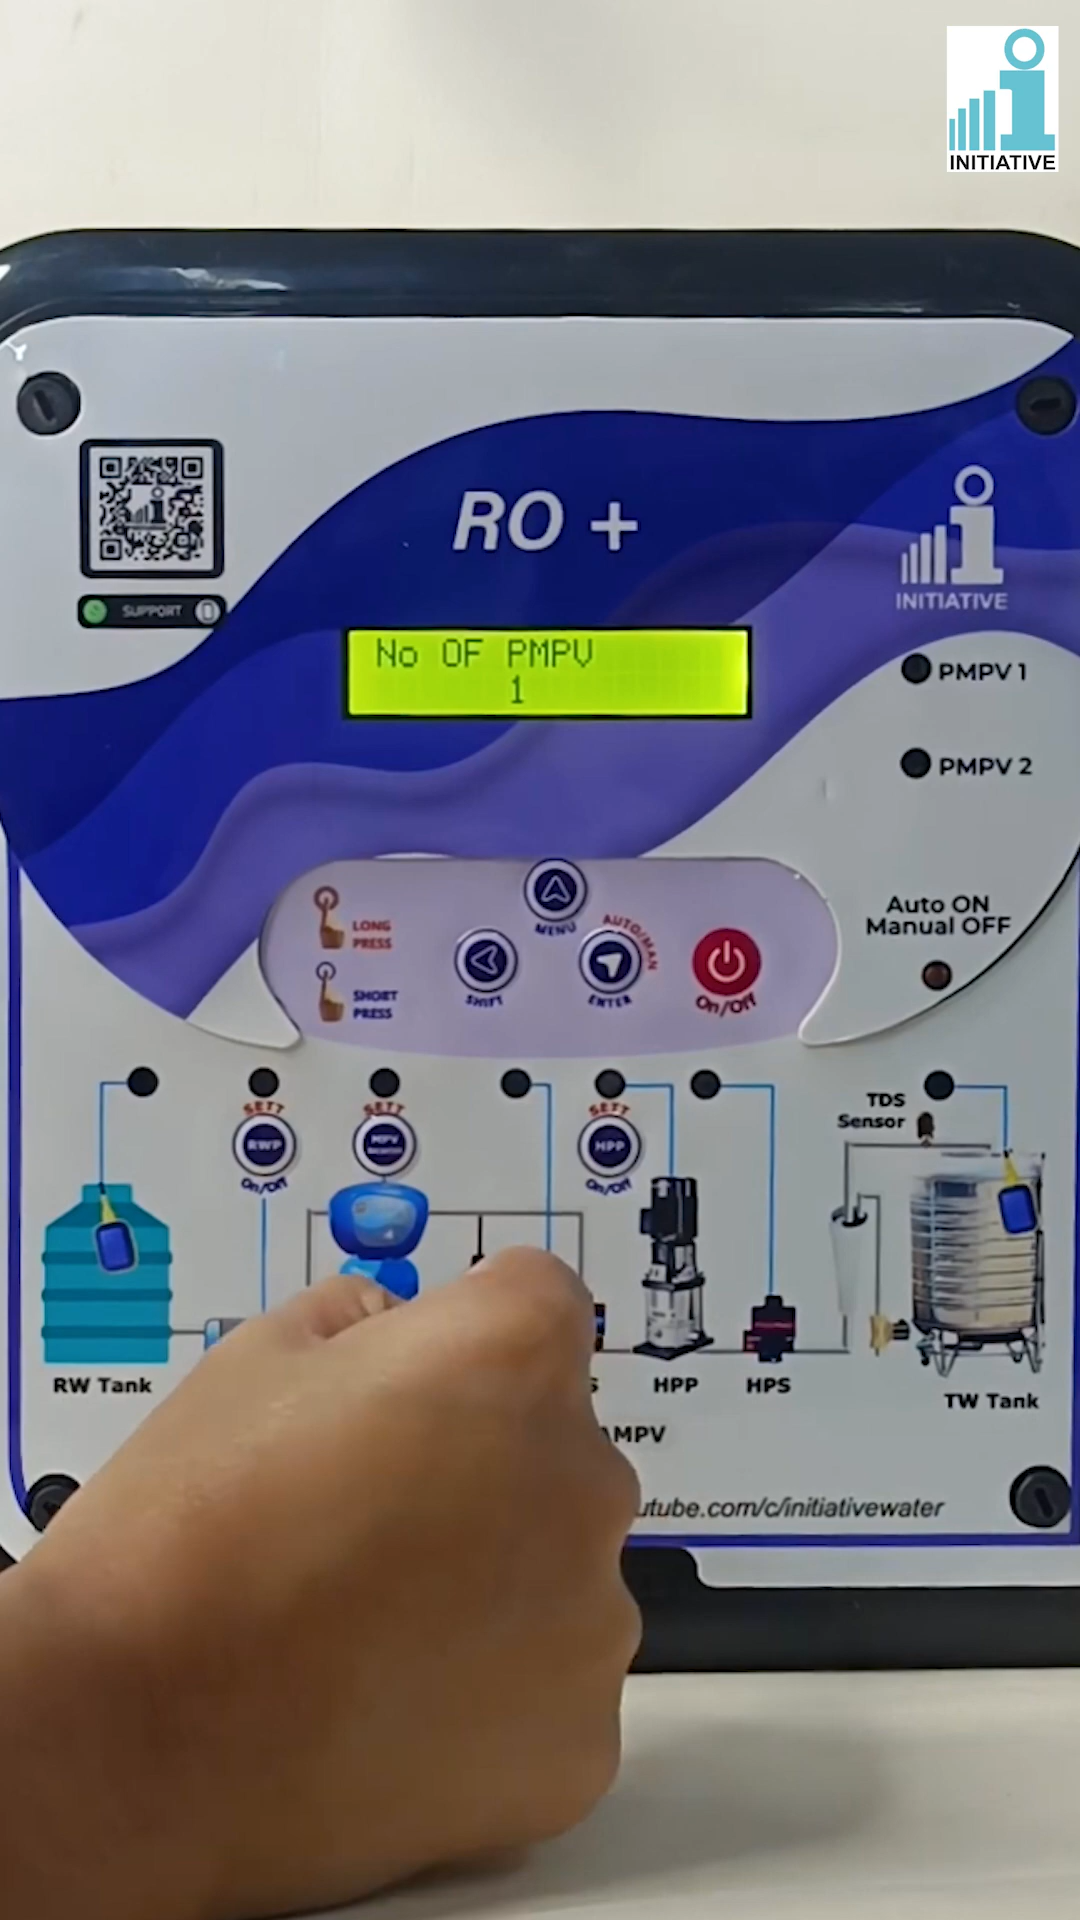 INITIATIVE
RO +
INITIATIVE
SUPPORT
No OF PMPV
1
PMPV 1
PMPV 2
Auto ON
Manual OFF
LONG
PRESS
SHORT
PRESS
MENU
SHIFT
AUTO/MAN
ENTER
On/Off
SETT
RWP
On/Off
SETT
MPV
SETT
HPP
On/Off
TDS
Sensor
RW Tank
S
HPP
HPS
TW Tank
AMPV
utube.com/c/initiativewater